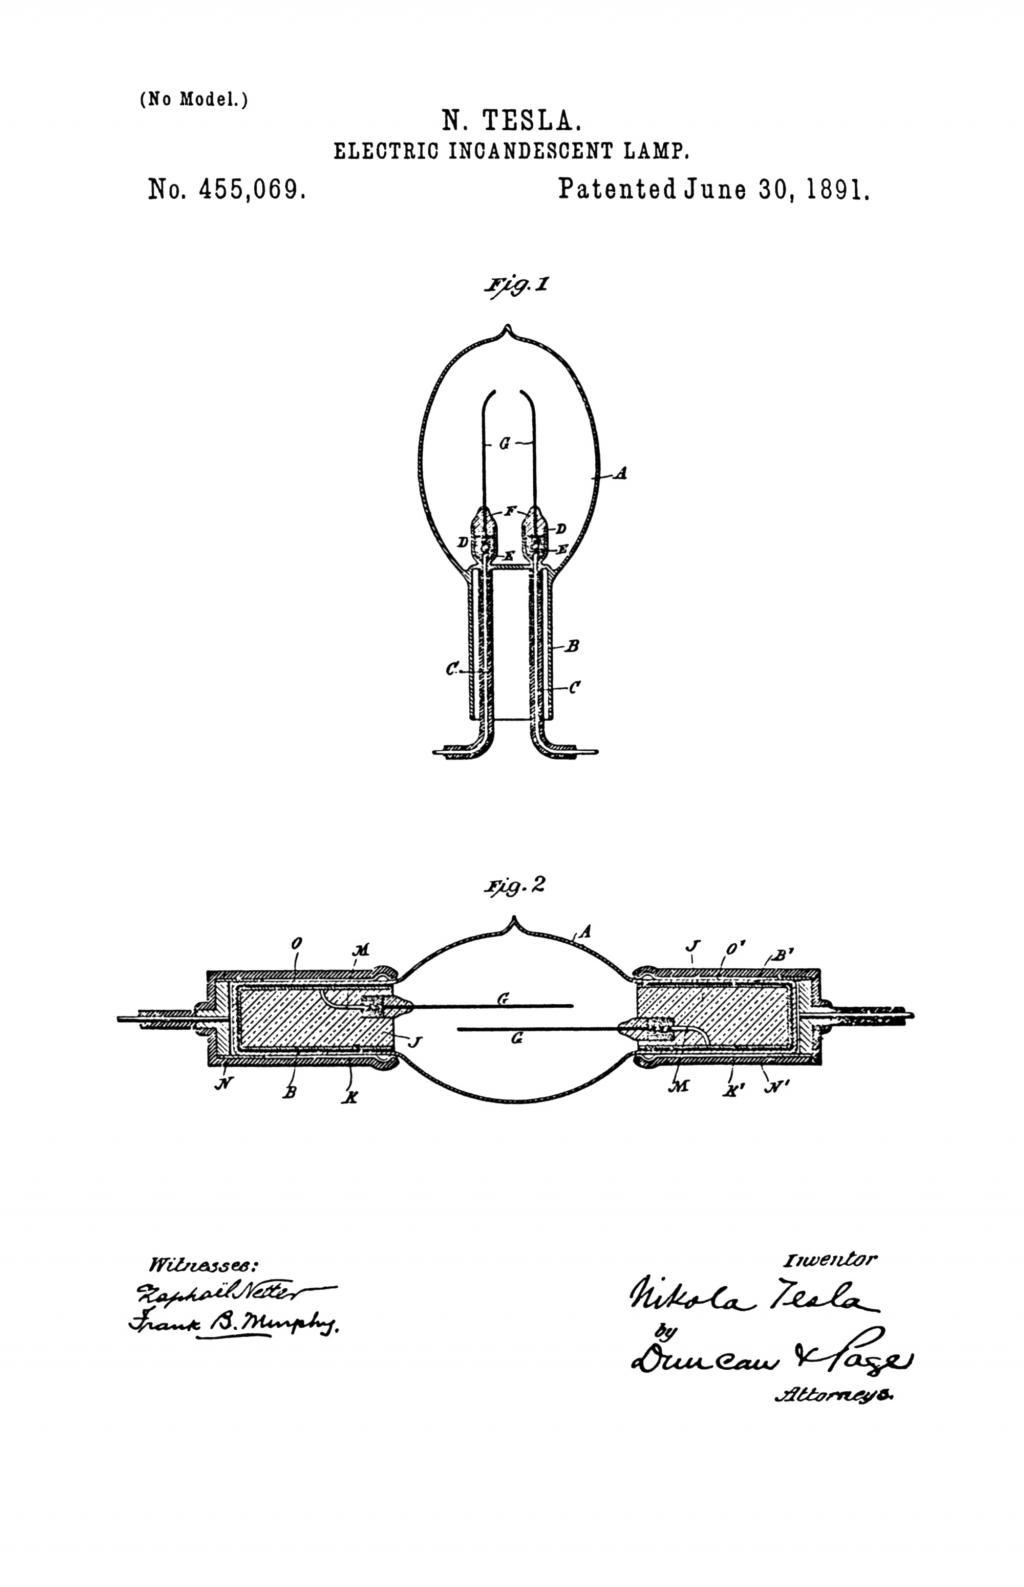 (No Model.)
N. TESLA.
ELECTRIC INCANDESCENT LAMP.
No. 455,069.
Patented June 30, 1891.
Fig. 1
G
A
F
D
D
E
E
B
C
C
Fig. 2
O
M
A
J
O'
B'
G
G
J
N
B
K
M
K'
N'
Witnesses:
Raphaël Netter
Frank B. Murphy.
Inventor
Nikola Tesla
by
Duncan & Page
Attorneys.